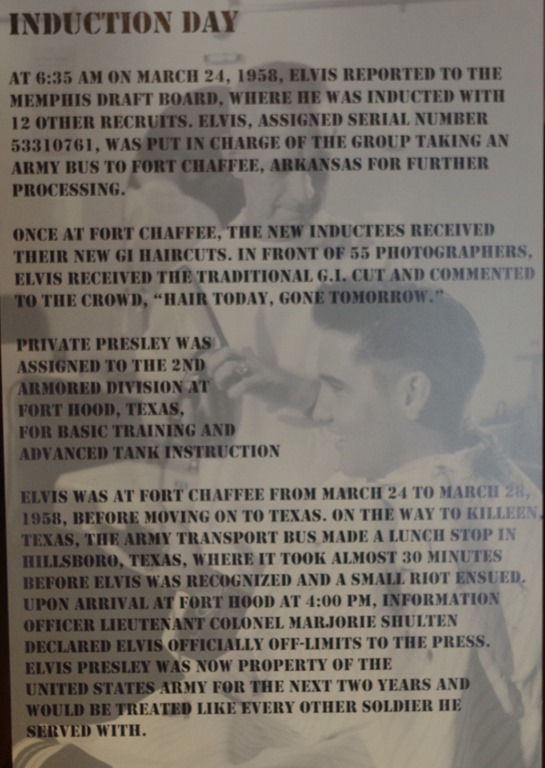 INDUCTION DAY
AT 6:35 AM ON MARCH 24, 1958, ELVIS REPORTED TO THE
MEMPHIS DRAFT BOARD, WHERE HE WAS INDUCTED WITH
12 OTHER RECRUITS. ELVIS, ASSIGNED SERIAL NUMBER
53310761, WAS PUT IN CHARGE OF THE GROUP TAKING AN
ARMY BUS TO FORT CHAFFEE, ARKANSAS FOR FURTHER
PROCESSING.
ONCE AT FORT CHAFFEE, THE NEW INDUCTEES RECEIVED
THEIR NEW GI HAIRCUTS. IN FRONT OF 55 PHOTOGRAPHERS,
ELVIS RECEIVED THE TRADITIONAL G.I. CUT AND COMMENTED
TO THE CROWD, “HAIR TODAY, GONE TOMORROW.”
PRIVATE PRESLEY WAS
ASSIGNED TO THE 2ND
ARMORED DIVISION AT
FORT HOOD, TEXAS,
FOR BASIC TRAINING AND
ADVANCED TANK INSTRUCTION
ELVIS WAS AT FORT CHAFFEE FROM MARCH 24 TO MARCH 28,
1958, BEFORE MOVING ON TO TEXAS. ON THE WAY TO KILLEEN,
TEXAS, THE ARMY TRANSPORT BUS MADE A LUNCH STOP IN
HILLSBORO, TEXAS, WHERE IT TOOK ALMOST 30 MINUTES
BEFORE ELVIS WAS RECOGNIZED AND A SMALL RIOT ENSUED.
UPON ARRIVAL AT FORT HOOD AT 4:00 PM, INFORMATION
OFFICER LIEUTENANT COLONEL MARJORIE SHULTEN
DECLARED ELVIS OFFICIALLY OFF-LIMITS TO THE PRESS.
ELVIS PRESLEY WAS NOW PROPERTY OF THE
UNITED STATES ARMY FOR THE NEXT TWO YEARS AND
WOULD BE TREATED LIKE EVERY OTHER SOLDIER HE
SERVED WITH.